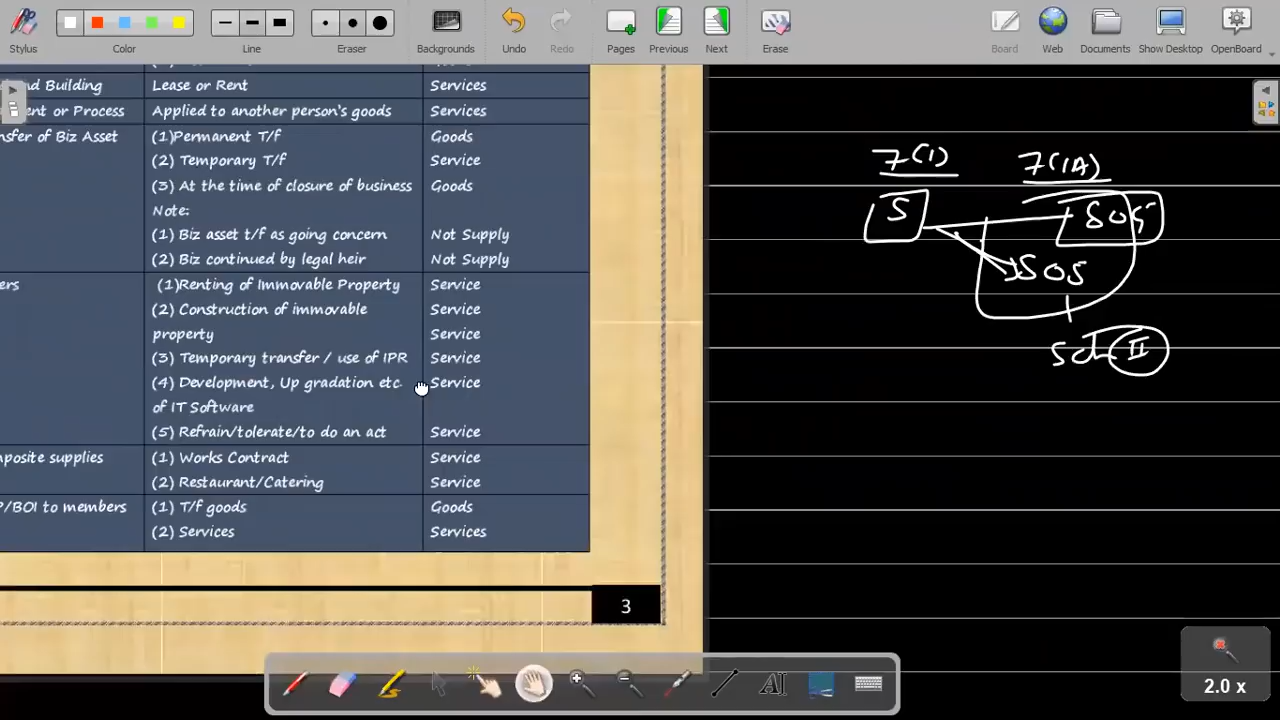 Stylus
Color
Line
Eraser
Backgrounds
Undo
Redo
Pages
Previous
Next
Erase
Board
Web
Documents
Show Desktop
OpenBoard
nd Building Lease or Rent Services
ent or Process Applied to another person's goods Services
nsfer of Biz Asset (1)Permanent T/f Goods
(2) Temporary T/f Service
(3) At the time of closure of business Goods
Note:
(1) Biz asset t/f as going concern Not Supply
(2) Biz continued by legal heir Not Supply
ers (1)Renting of Immovable Property Service
(2) Construction of immovable Service
property Service
(3) Temporary transfer / use of IPR Service
(4) Development, Up gradation etc. Service
of IT Software
(5) Refrain/tolerate/to do an act Service
mposite supplies (1) Works Contract Service
(2) Restaurant/Catering Service
P/BOI to members (1) T/f goods Goods
(2) Services Services
3
7(1) 7(1A)
S SOG
SOS
Sch II
AI
2.0 x